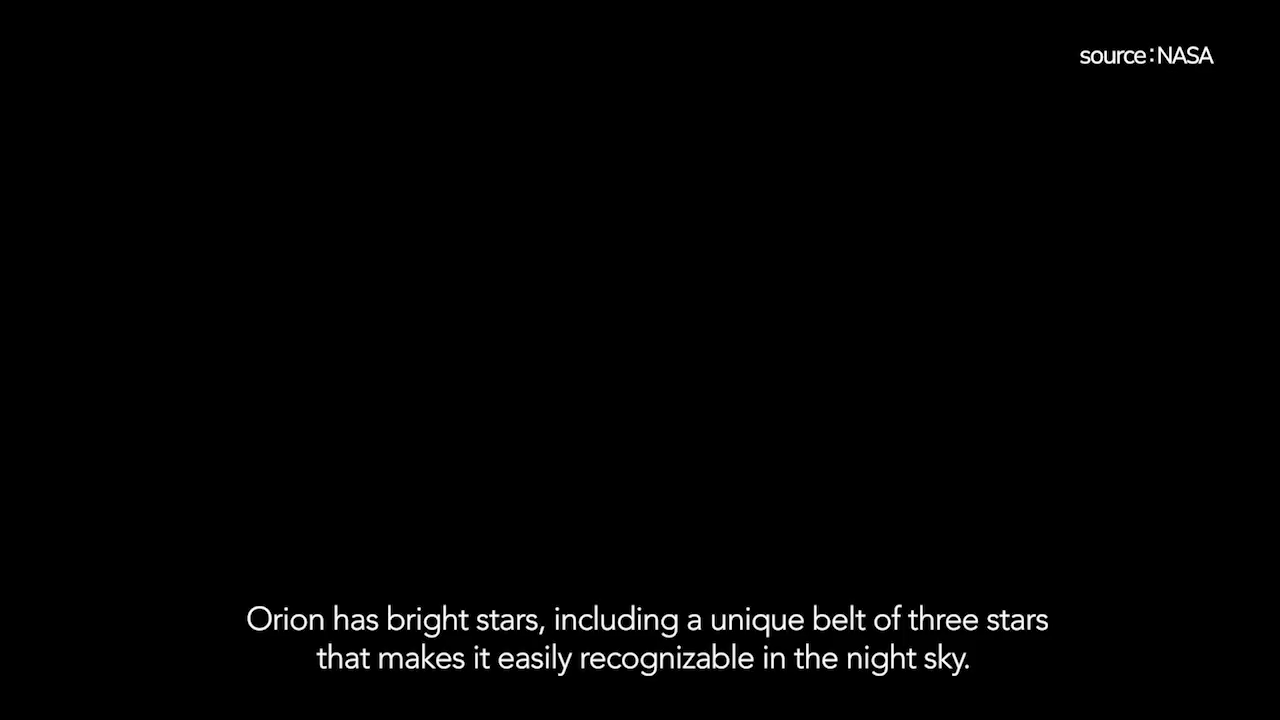 source:NASA
Orion has bright stars, including a unique belt of three stars
that makes it easily recognizable in the night sky.